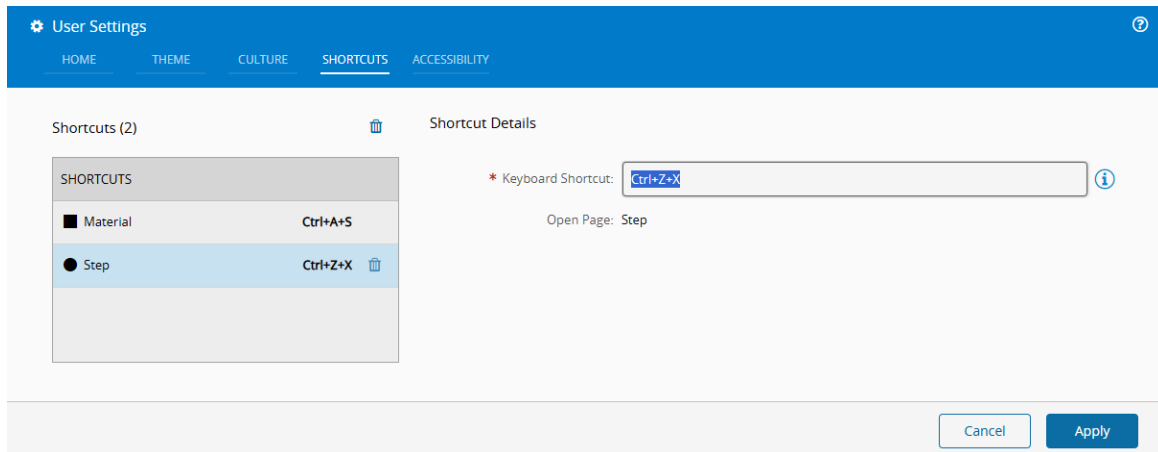 User Settings
HOME THEME CULTURE SHORTCUTS ACCESSIBILITY
Shortcuts (2)
SHORTCUTS
Material Ctrl+A+S
Step Ctrl+Z+X
Shortcut Details
* Keyboard Shortcut: Ctrl+Z+X
Open Page: Step
Cancel Apply